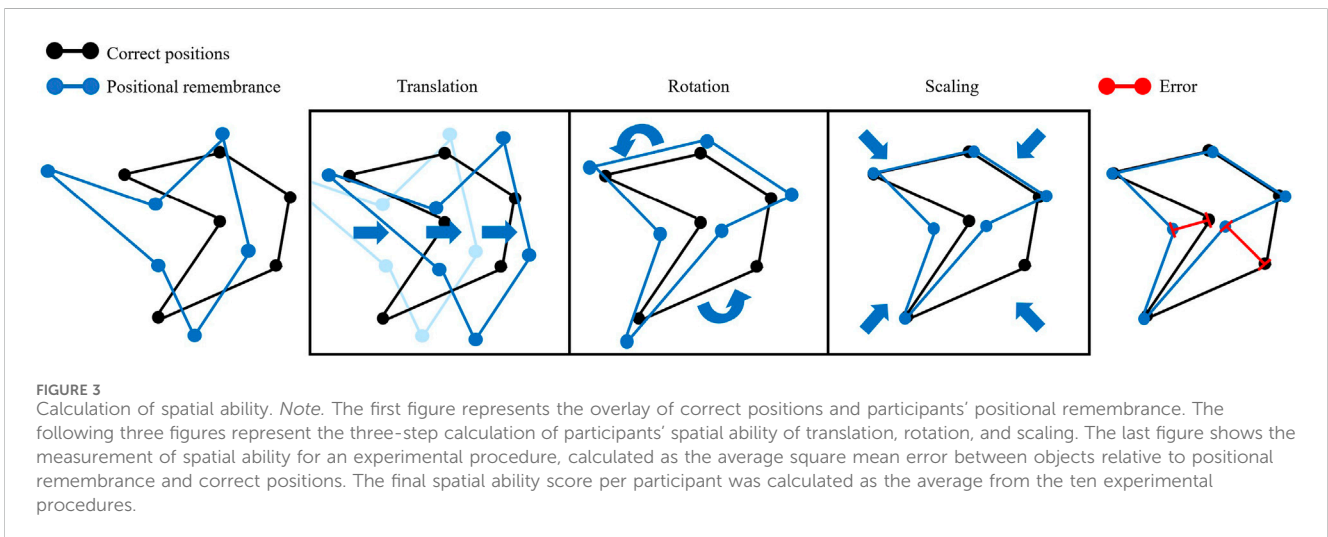 Correct positions
Positional remembrance
Translation
Rotation
Scaling
Error
FIGURE 3
Calculation of spatial ability. Note. The first figure represents the overlay of correct positions and participants’ positional remembrance. The
following three figures represent the three-step calculation of participants’ spatial ability of translation, rotation, and scaling. The last figure shows the
measurement of spatial ability for an experimental procedure, calculated as the average square mean error between objects relative to positional
remembrance and correct positions. The final spatial ability score per participant was calculated as the average from the ten experimental
procedures.